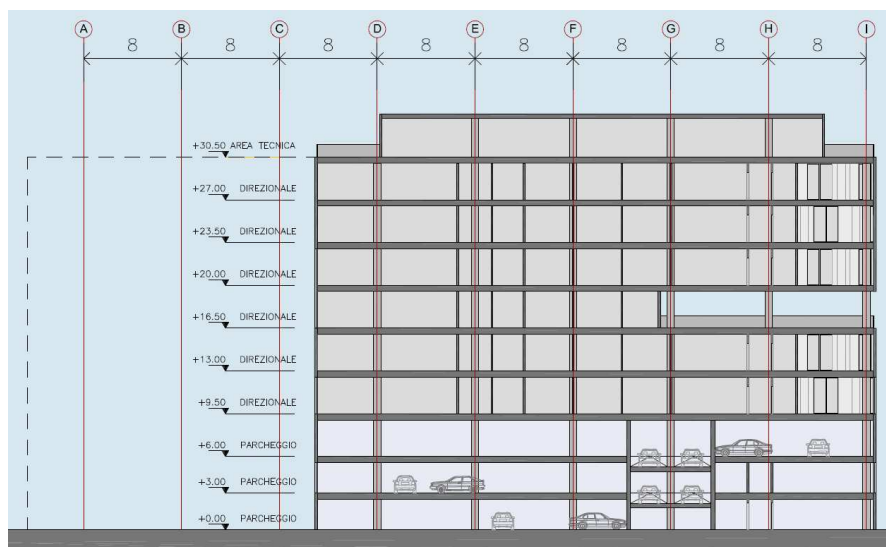 A B C D E F G H I
8 8 8 8 8 8 8 8
+30.50 AREA TECNICA
+27.00 DIREZIONALE
+23.50 DIREZIONALE
+20.00 DIREZIONALE
+16.50 DIREZIONALE
+13.00 DIREZIONALE
+9.50 DIREZIONALE
+6.00 PARCHEGGIO
+3.00 PARCHEGGIO
+0.00 PARCHEGGIO